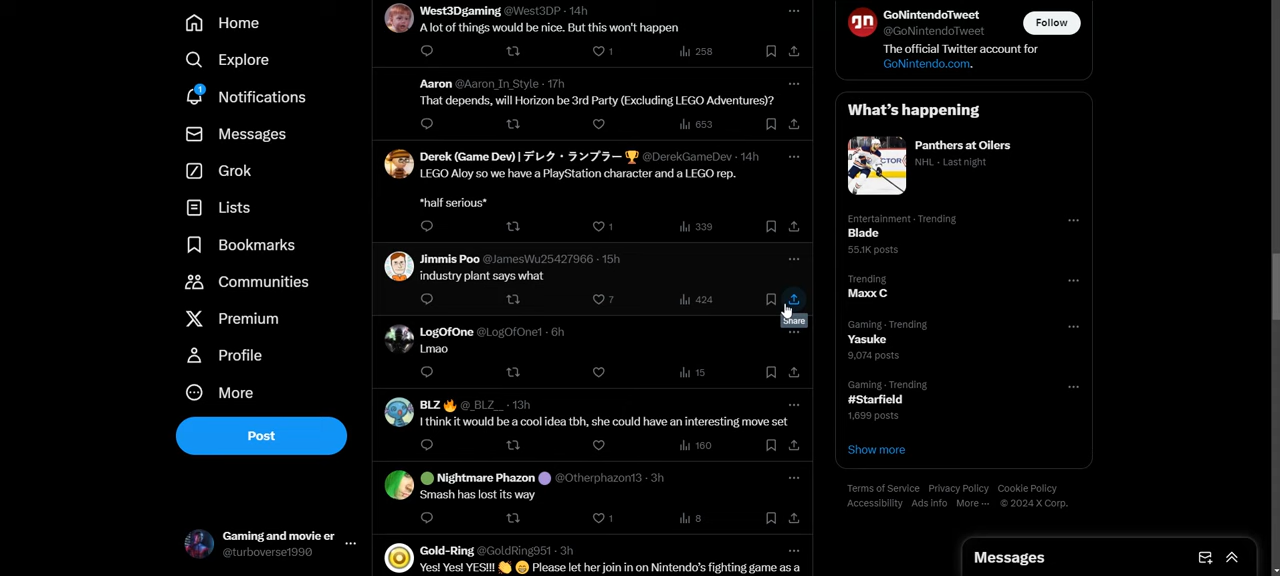 Home
Explore
1
Notifications
Messages
Grok
Lists
Bookmarks
Communities
Premium
Profile
More
Post
Gaming and movie er
@turboverse1990
West3Dgaming @West3DP · 14h
A lot of things would be nice. But this won't happen
1
258
Aaron @Aaron_In_Style · 17h
That depends, will Horizon be 3rd Party (Excluding LEGO Adventures)?
653
Derek (Game Dev) | デレク・ランプラー 🏆 @DerekGameDev · 14h
LEGO Aloy so we have a PlayStation character and a LEGO rep.
*half serious*
1
339
Jimmis Poo @JamesWu25427966 · 15h
industry plant says what
7
424
Share
LogOfOne @LogOfOne1 · 6h
Lmao
15
BLZ 🔥 @_BLZ__ · 13h
I think it would be a cool idea tbh, she could have an interesting move set
160
🟢 Nightmare Phazon 🟣 @Otherphazon13 · 3h
Smash has lost its way
1
8
Gold-Ring @GoldRing951 · 3h
Yes! Yes! YES!!! 👏 😁 Please let her join in on Nintendo's fighting game as a
gn
GoNintendoTweet
@GoNintendoTweet
Follow
The official Twitter account for
GoNintendo.com.
What's happening
Panthers at Oilers
NHL · Last night
Entertainment · Trending
Blade
55.1K posts
Trending
Maxx C
Gaming · Trending
Yasuke
9,074 posts
Gaming · Trending
#Starfield
1,699 posts
Show more
Terms of Service Privacy Policy Cookie Policy
Accessibility Ads info More ··· © 2024 X Corp.
Messages